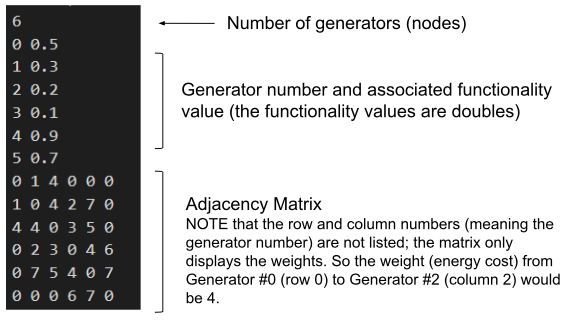 6
Number of generators (nodes)
0 0.5
1 0.3
2 0.2
3 0.1
4 0.9
5 0.7
Generator number and associated functionality
value (the functionality values are doubles)
0 1 4 0 0 0
1 0 4 2 7 0
4 4 0 3 5 0
0 2 3 0 4 6
0 7 5 4 0 7
0 0 0 6 7 0
Adjacency Matrix
NOTE that the row and column numbers (meaning the
generator number) are not listed; the matrix only
displays the weights. So the weight (energy cost) from
Generator #0 (row 0) to Generator #2 (column 2) would
be 4.